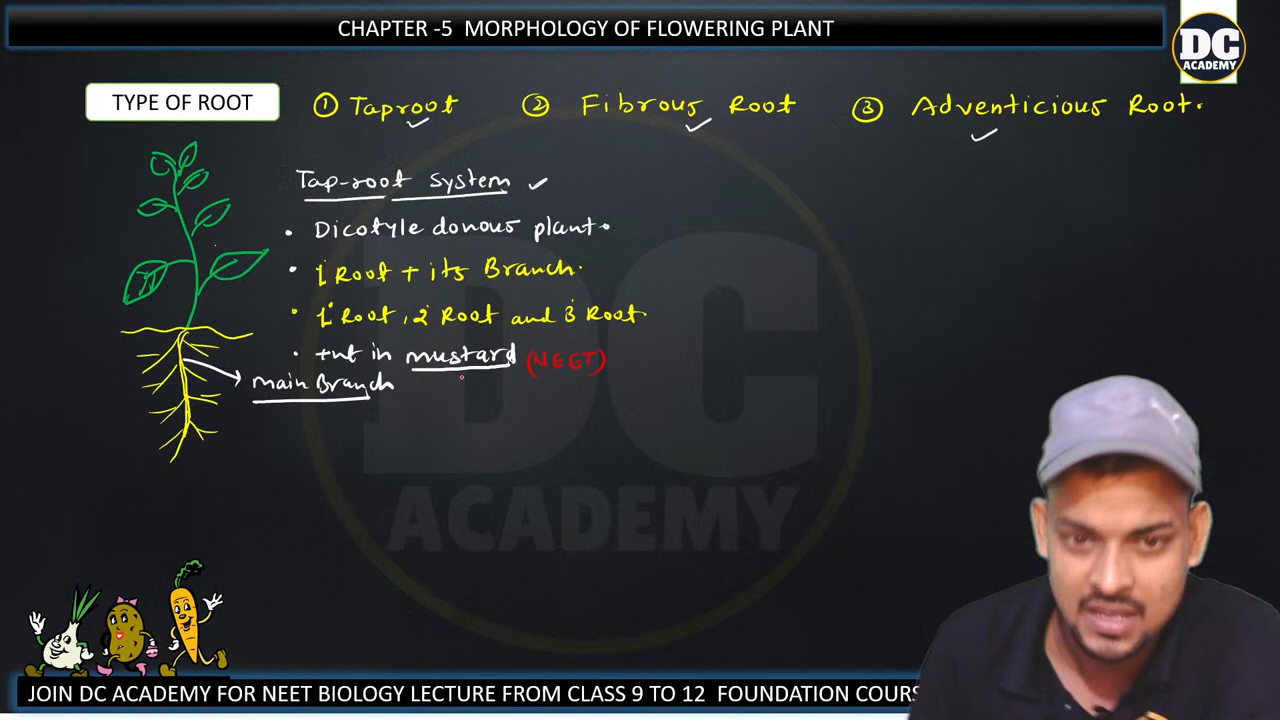 CHAPTER -5 MORPHOLOGY OF FLOWERING PLANT
DC
ACADEMY
TYPE OF ROOT
① Taproot ② Fibrous Root ③ Adventicious Root.
Tap-root system
• Dicotyledonous plant.
• 1° Root + its Branch.
• 1° Root, 2° Root and 3° Root
• +nt in mustard (NEET)
main Branch
DC
ACADEMY
JOIN DC ACADEMY FOR NEET BIOLOGY LECTURE FROM CLASS 9 TO 12 FOUNDATION COURS